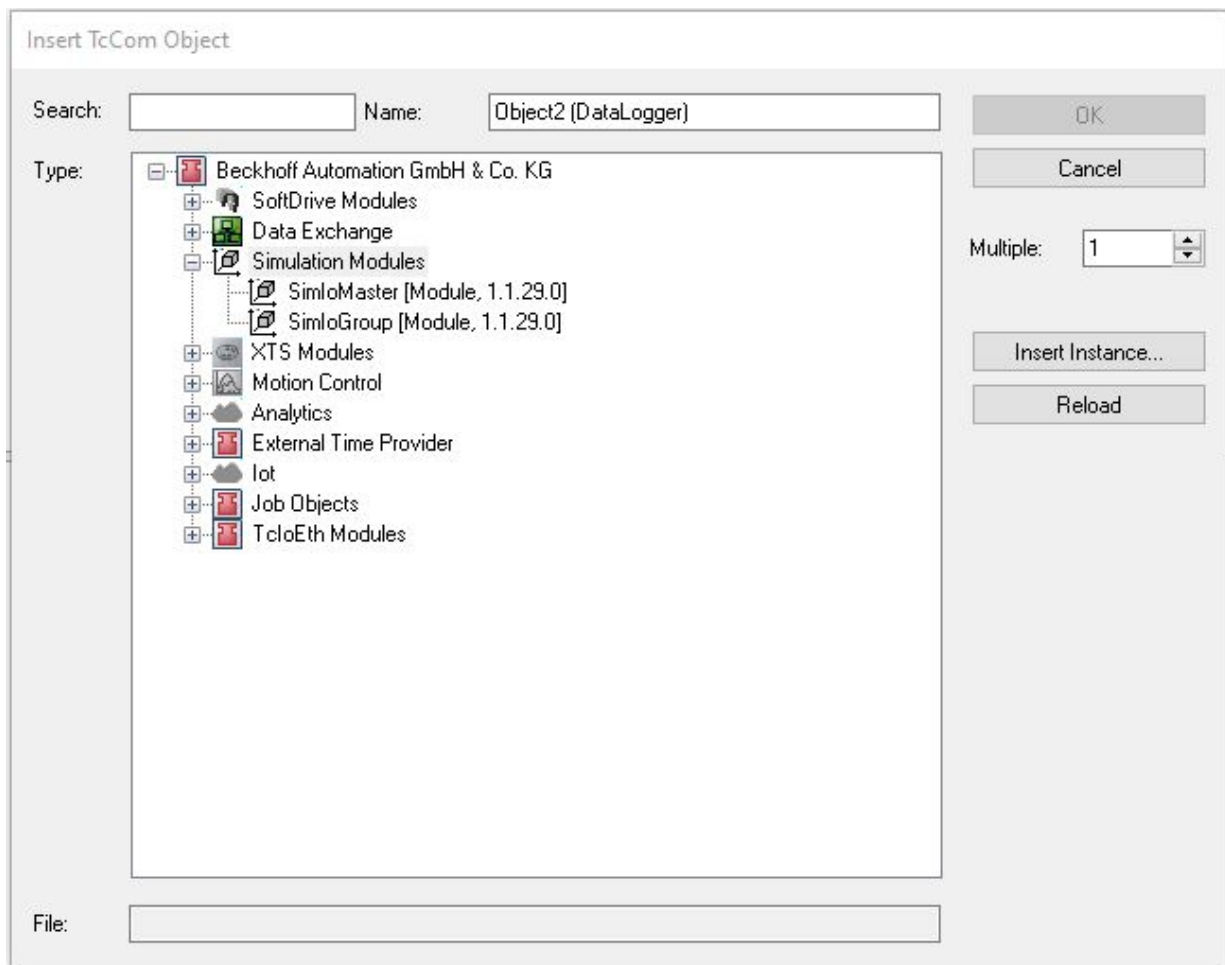 Insert TcCom Object
Search:
Name: Object2 (DataLogger)
OK
Type:
Beckhoff Automation GmbH & Co. KG
Cancel
SoftDrive Modules
Data Exchange
Multiple: 1
Simulation Modules
SimIoMaster [Module, 1.1.29.0]
SimIoGroup [Module, 1.1.29.0]
XTS Modules
Insert Instance...
Motion Control
Reload
Analytics
External Time Provider
Iot
Job Objects
TcIoEth Modules
File: